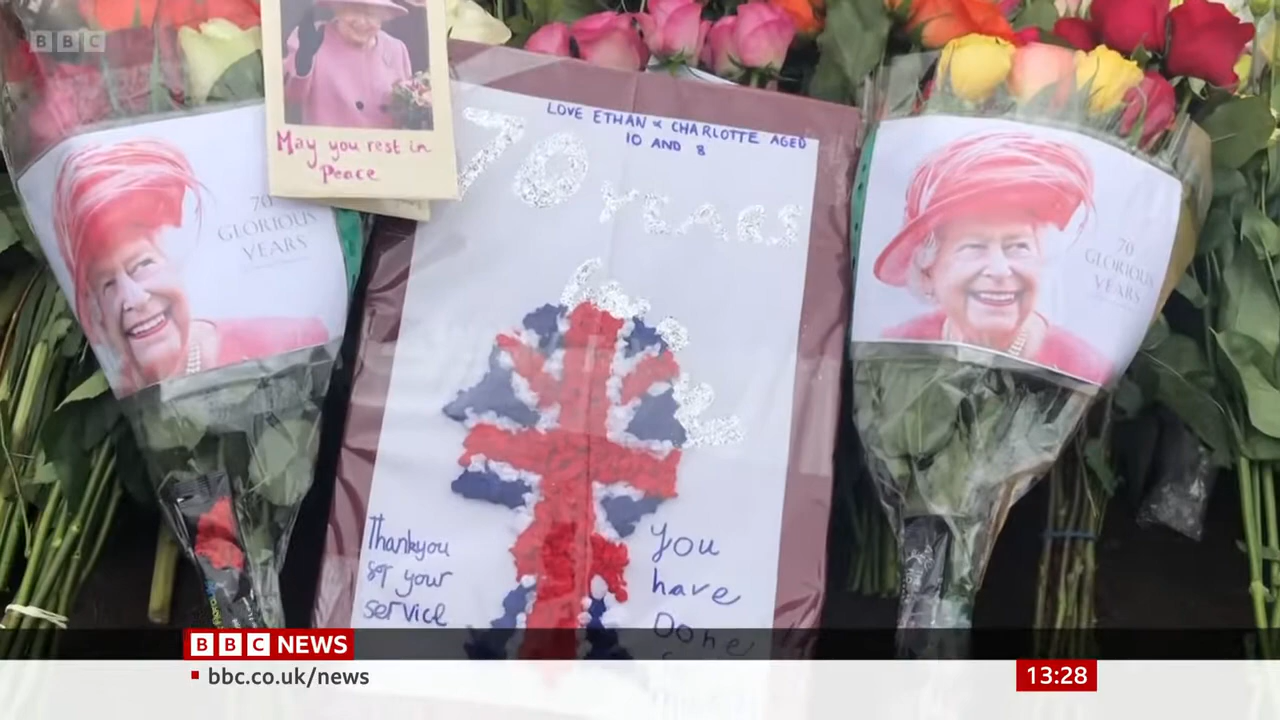 BBC
May you rest in
Peace
LOVE ETHAN & CHARLOTTE AGED
10 AND 8
70
YEARS
70
GLORIOUS
YEARS
70
GLORIOUS
YEARS
Thankyou
for your
service
You
have
Done
BBC NEWS
bbc.co.uk/news
13:28